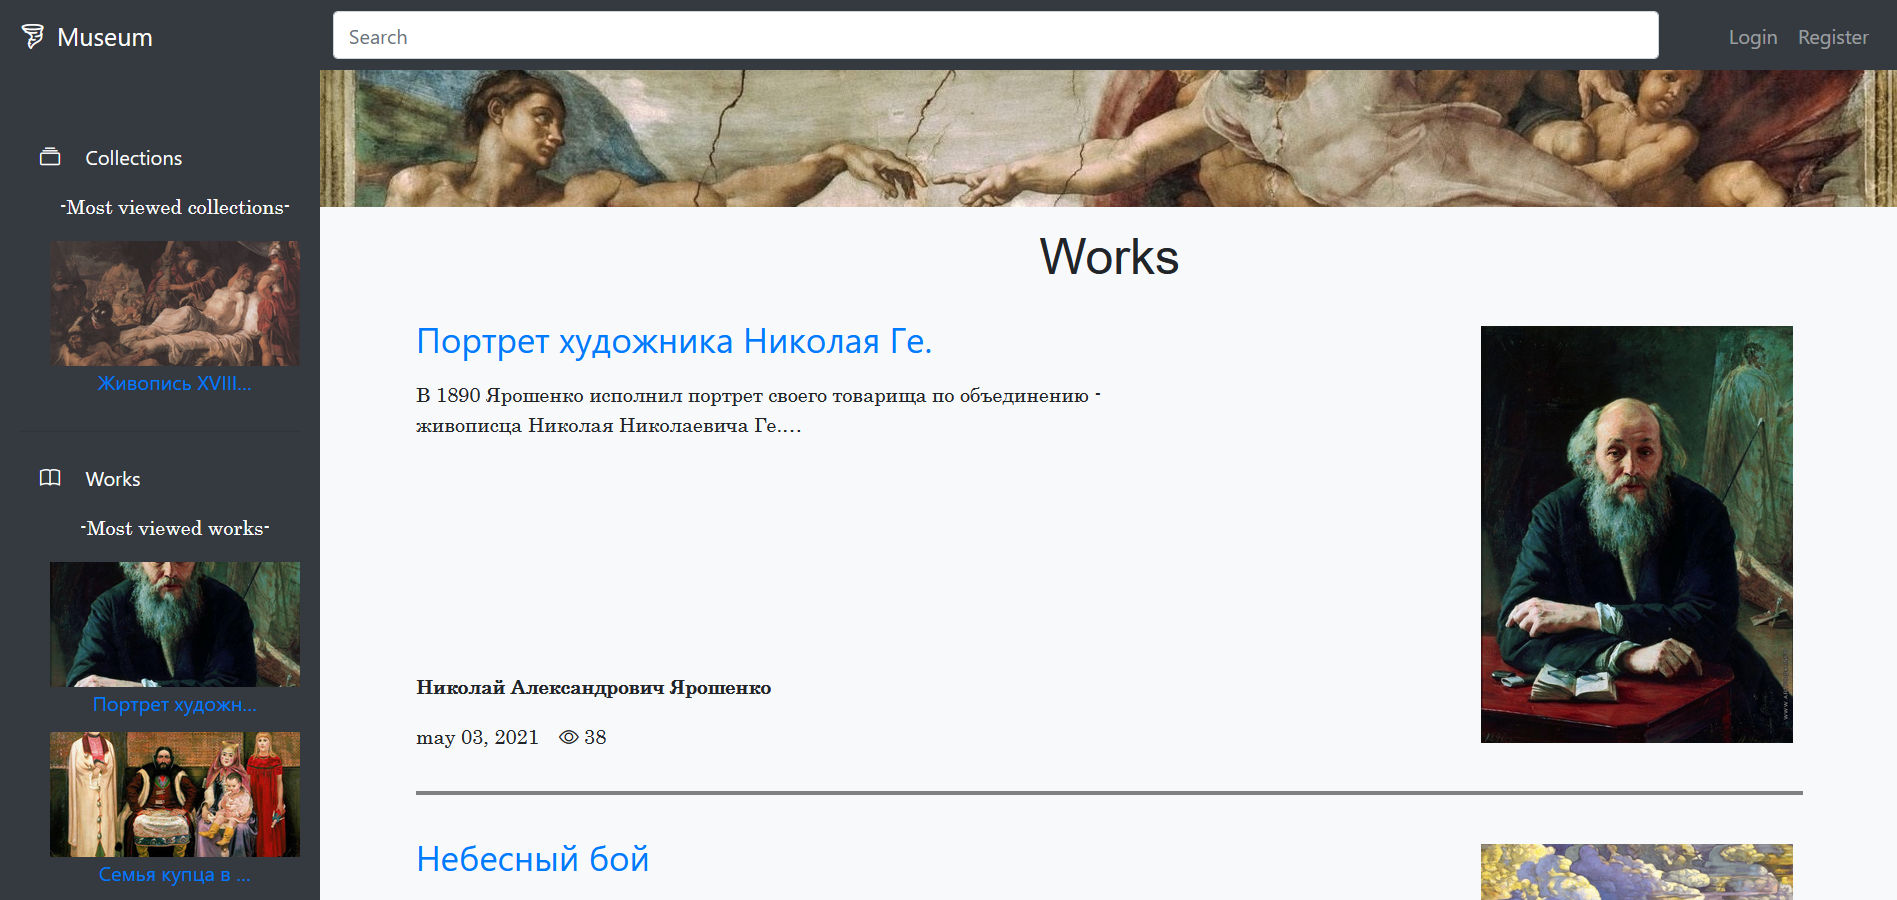 Museum
Search
Login
Register
Collections
-Most viewed collections-
Живопись XVIII...
Works
-Most viewed works-
Портрет художн...
Семья купца в ...
Works
Портрет художника Николая Ге.
В 1890 Ярошенко исполнил портрет своего товарища по объединению -
живописца Николая Николаевича Ге....
Николай Александрович Ярошенко
may 03, 2021 38
Небесный бой